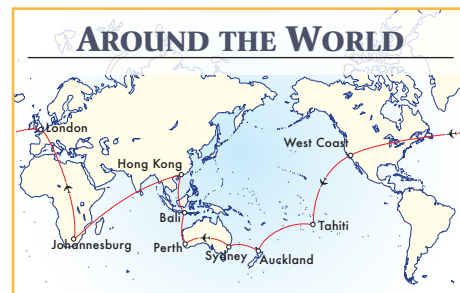 AROUND THE WORLD
London
West Coast
Hong Kong
Bali
Tahiti
Johannesburg
Perth
Sydney
Auckland